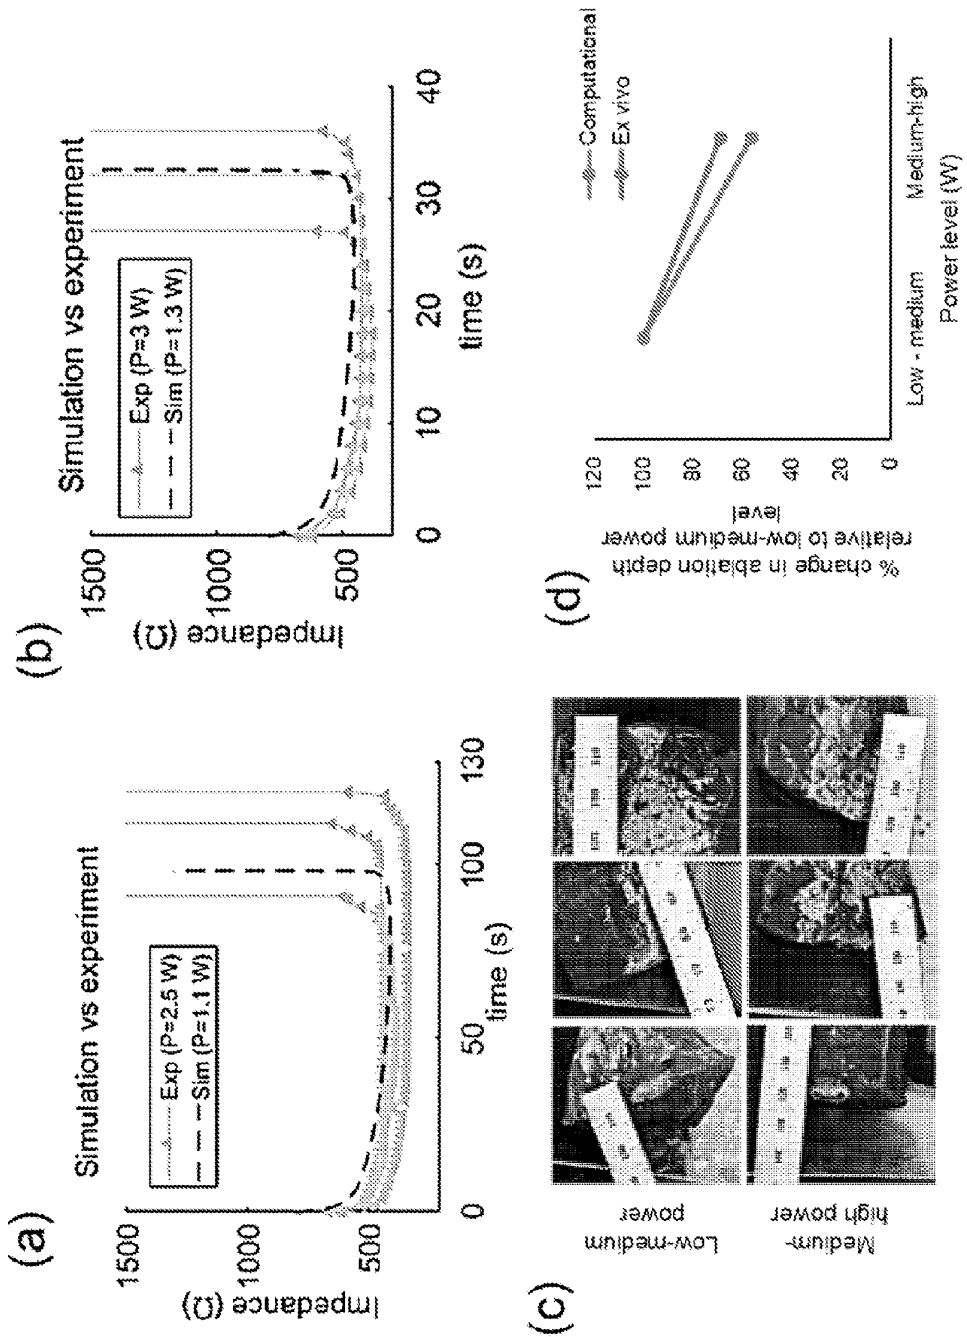 (a)
Simulation vs experiment
Exp (P=2.5 W)
Sim (P=1.1 W)
Impedance (Ω)
1500
1000
500
0
50
100
130
time (s)
(b)
Simulation vs experiment
Exp (P=3 W)
Sim (P=1.3 W)
Impedance (Ω)
1500
1000
500
0
10
20
30
40
time (s)
(c)
Low-medium
power
Medium-
high power
(d)
% change in ablation depth
relative to low-medium power
level
120
100
80
60
40
20
0
Computational
Ex vivo
Low - medium
Medium-high
Power level (W)